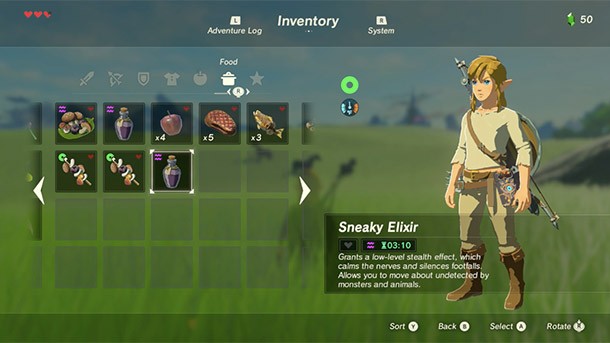 L
R
Inventory
50
Adventure Log
System
Food
R
x4
x5
x3
Sneaky Elixir
03:10
Grants a low-level stealth effect, which
calms the nerves and silences footfalls.
Allows you to move about undetected by
monsters and animals.
Sort Y Back B Select A Rotate R